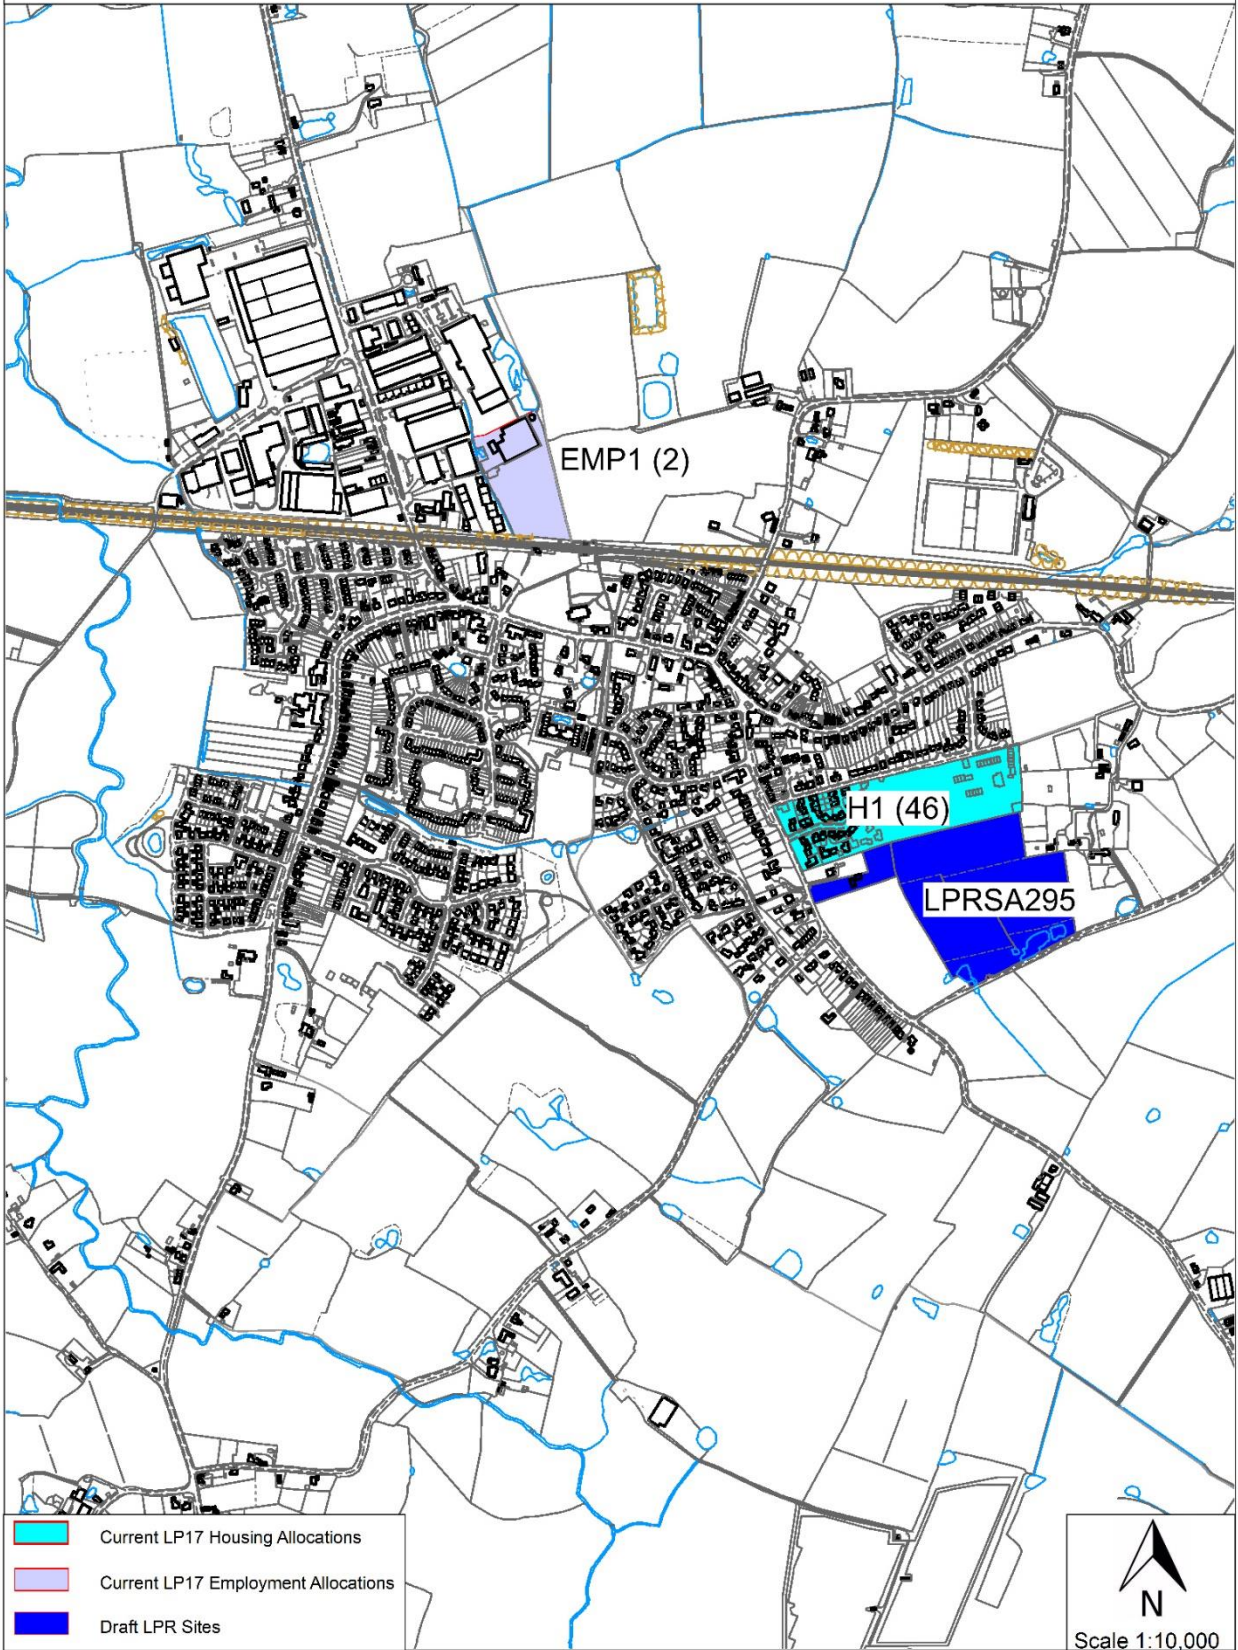 EMP1 (2)
H1 (46)
LPRSA295
Current LP17 Housing Allocations
Current LP17 Employment Allocations
Draft LPR Sites
N
Scale 1:10,000